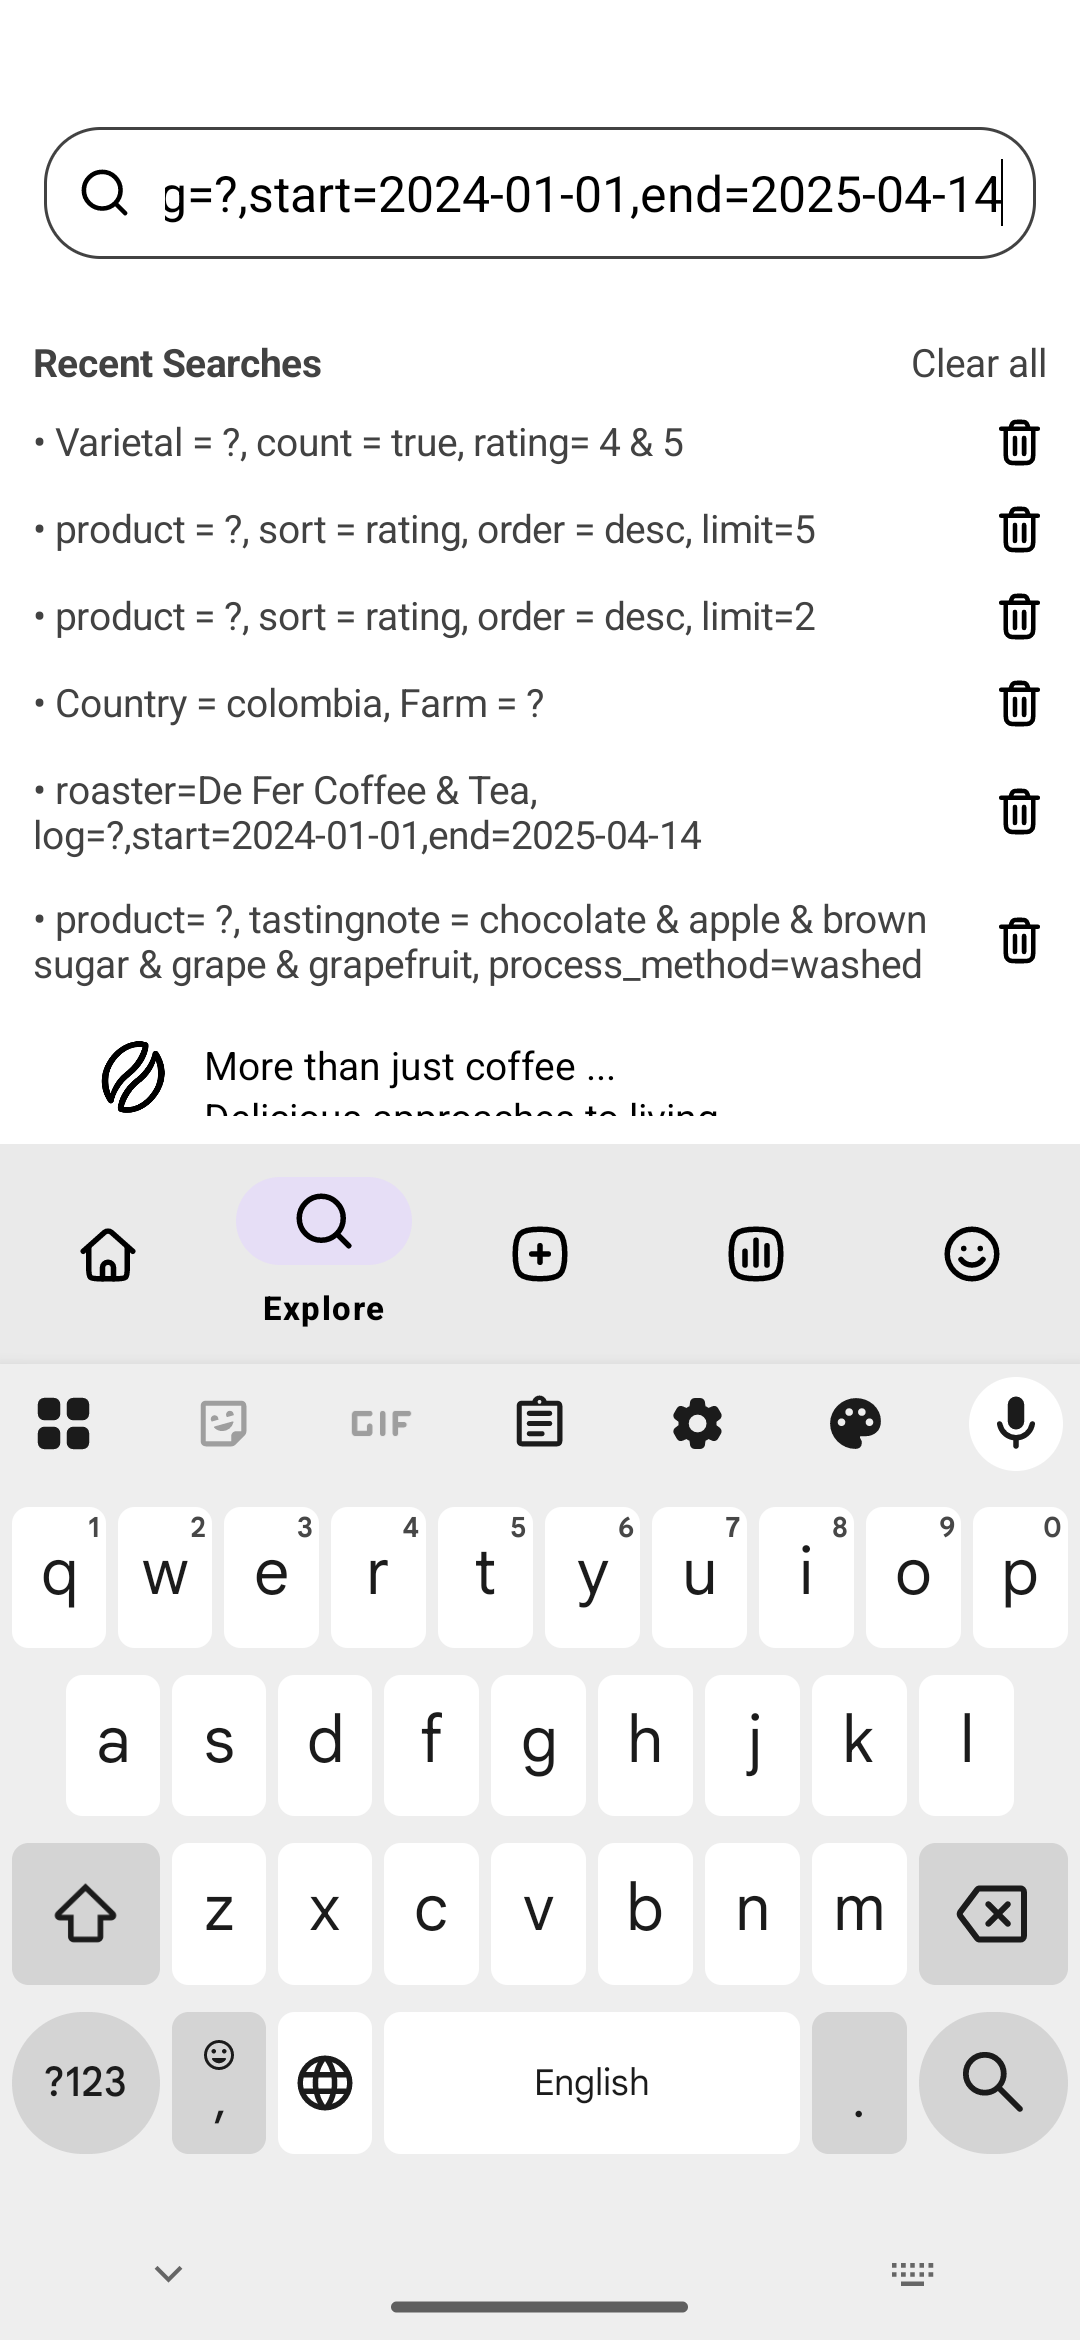 g=?,start=2024-01-01,end=2025-04-14
Recent Searches
Clear all
• Varietal = ?, count = true, rating= 4 & 5
• product = ?, sort = rating, order = desc, limit=5
• product = ?, sort = rating, order = desc, limit=2
• Country = colombia, Farm = ?
• roaster=De Fer Coffee & Tea,
log=?,start=2024-01-01,end=2025-04-14
• product= ?, tastingnote = chocolate & apple & brown
sugar & grape & grapefruit, process_method=washed
More than just coffee ...
Delicious approaches to living
Explore
GIF
q 1 w 2 e 3 r 4 t 5 y 6 u 7 i 8 o 9 p 0
a s d f g h j k l
z x c v b n m
?123 , English .